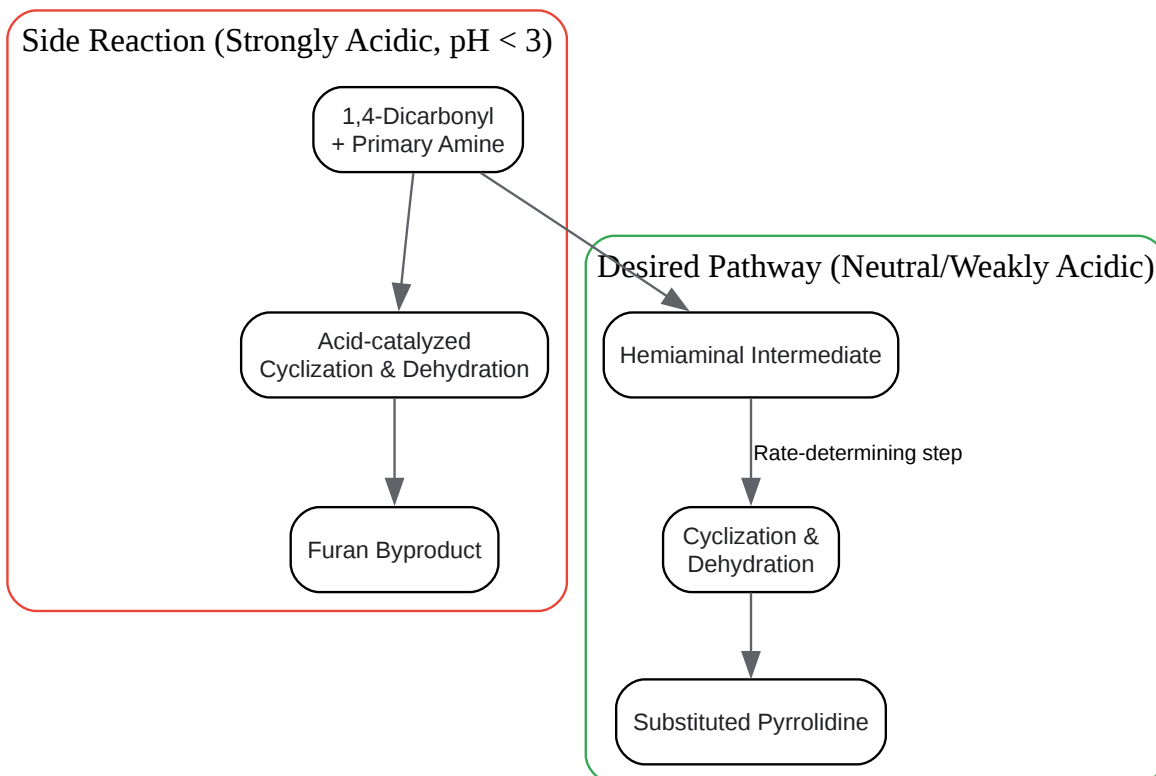 Side Reaction (Strongly Acidic, pH < 3)
1,4-Dicarbonyl
+ Primary Amine
Desired Pathway (Neutral/Weakly Acidic)
Acid-catalyzed
Cyclization & Dehydration
Hemiaminal Intermediate
Rate-determining step
Furan Byproduct
Cyclization &
Dehydration
Substituted Pyrrolidine